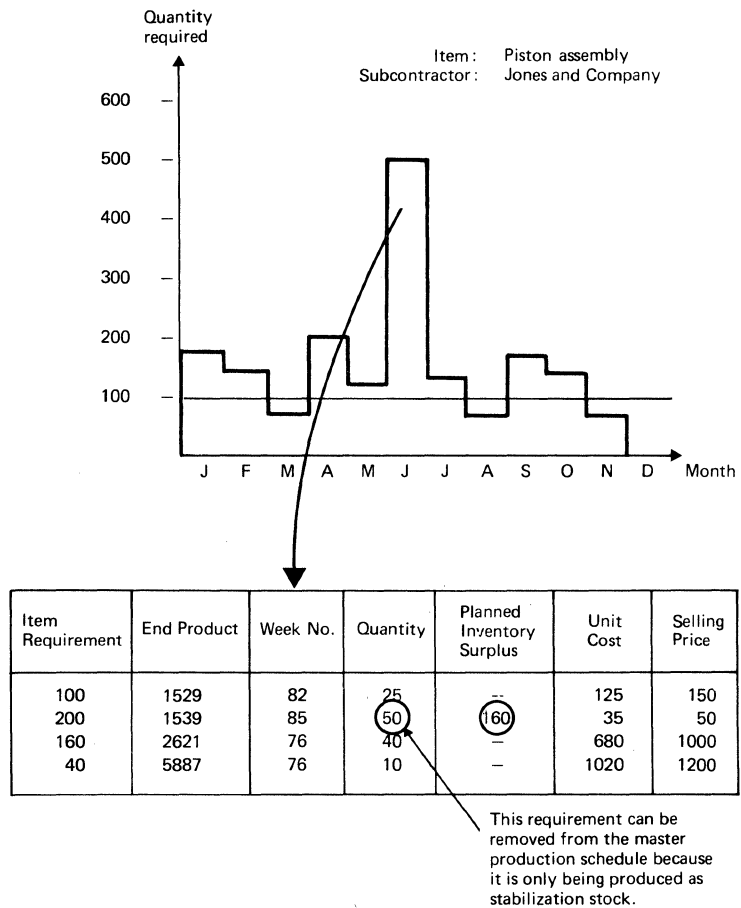 Quantity
required
Item : Piston assembly
Subcontractor : Jones and Company
600
500
400
300
200
100
J F M A M J J A S O N D Month
Item Requirement End Product Week No. Quantity Planned Inventory Surplus Unit Cost Selling Price
100 1529 82 25 -- 125 150
200 1539 85 50 160 35 50
160 2621 76 40 — 680 1000
40 5887 76 10 — 1020 1200
This requirement can be
removed from the master
production schedule because
it is only being produced as
stabilization stock.